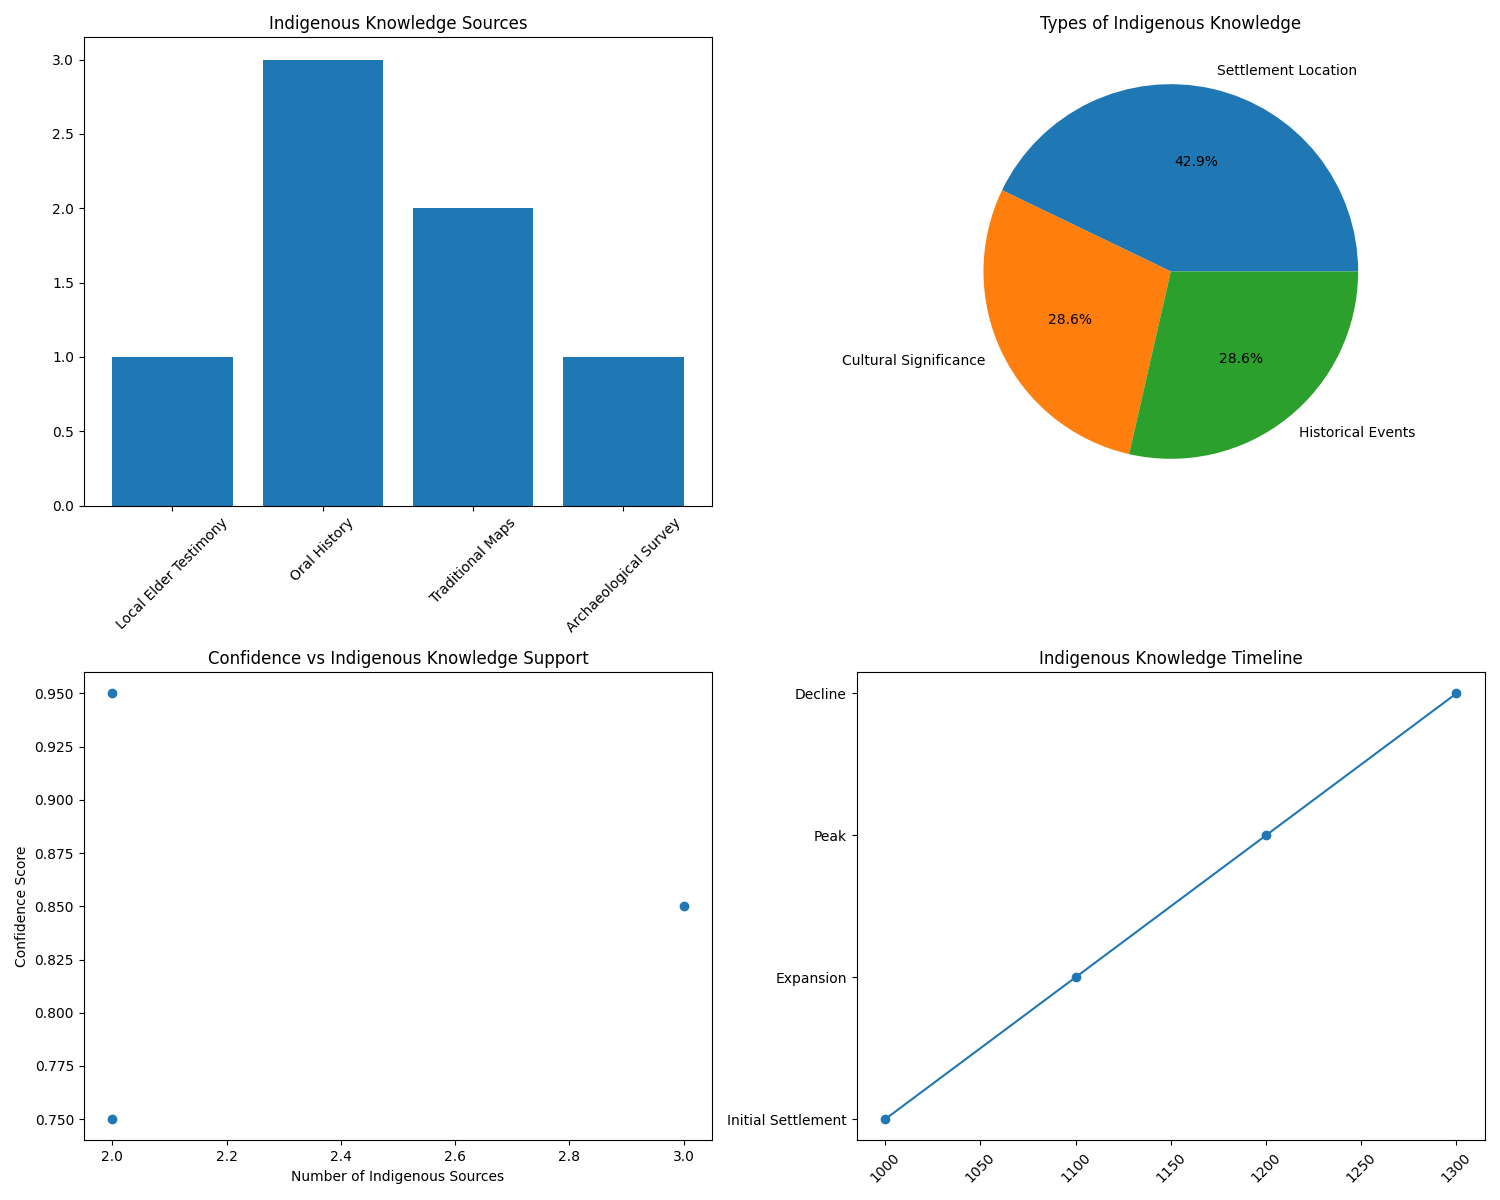 Indigenous Knowledge Sources
3.0
2.5
2.0
1.5
1.0
0.5
0.0
Local Elder Testimony
Oral History
Traditional Maps
Archaeological Survey
Types of Indigenous Knowledge
Settlement Location
42.9%
28.6%
Cultural Significance
28.6%
Historical Events
Confidence vs Indigenous Knowledge Support
Confidence Score
0.950
0.925
0.900
0.875
0.850
0.825
0.800
0.775
0.750
2.0 2.2 2.4 2.6 2.8 3.0
Number of Indigenous Sources
Indigenous Knowledge Timeline
Decline
Peak
Expansion
Initial Settlement
1000 1050 1100 1150 1200 1250 1300